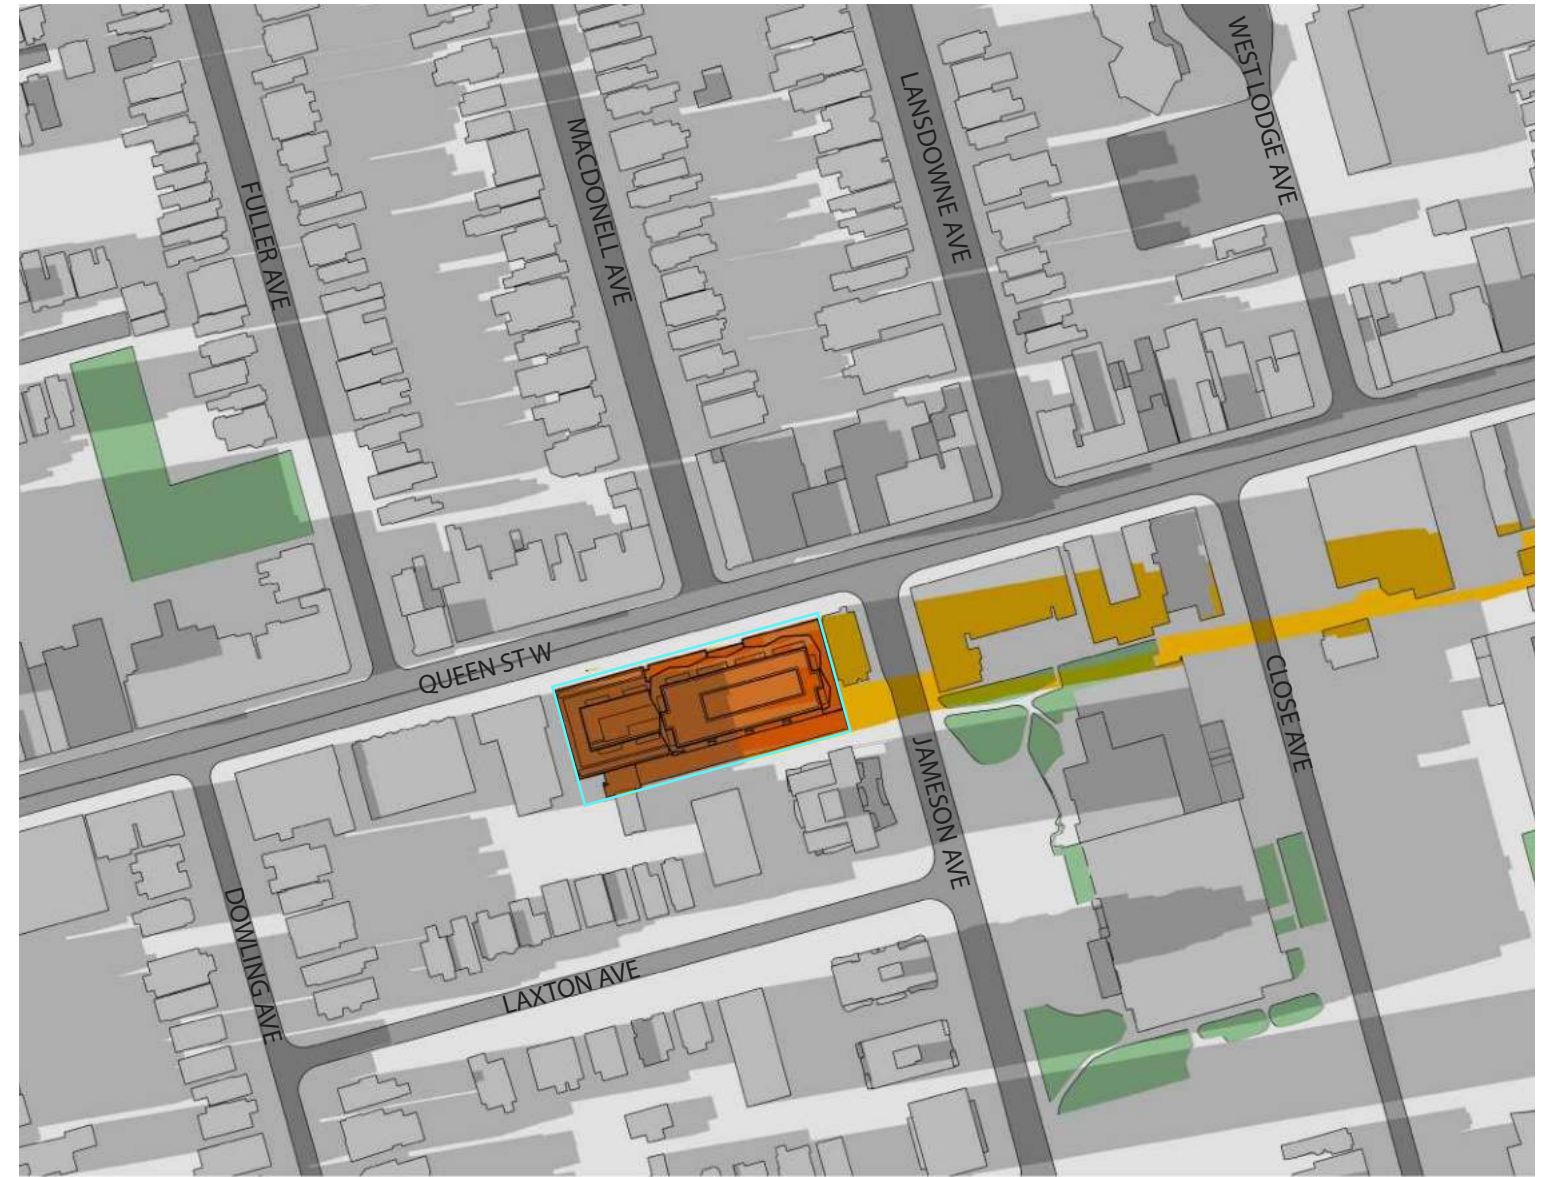 WEST LODGE AVE
LANSDOWNE AVE
MACDONELL AVE
FULLER AVE
QUEEN ST W
CLOSE AVE
JAMESON AVE
DOWLING AVE
LAXTON AVE